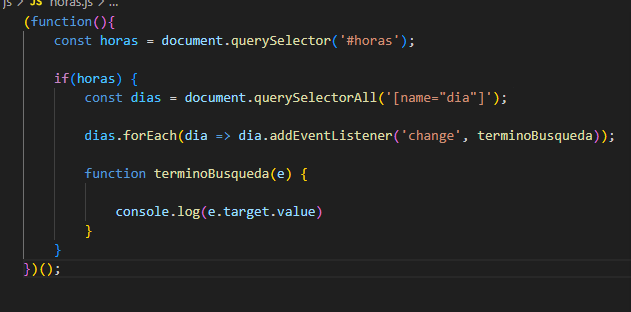 js > JS horas.js > ...
(function(){
    const horas = document.querySelector('#horas');

    if(horas) {
        const dias = document.querySelectorAll('[name="dia"]');

        dias.forEach(dia => dia.addEventListener('change', terminoBusqueda));

        function terminoBusqueda(e) {

            console.log(e.target.value)
        }
    }
})();